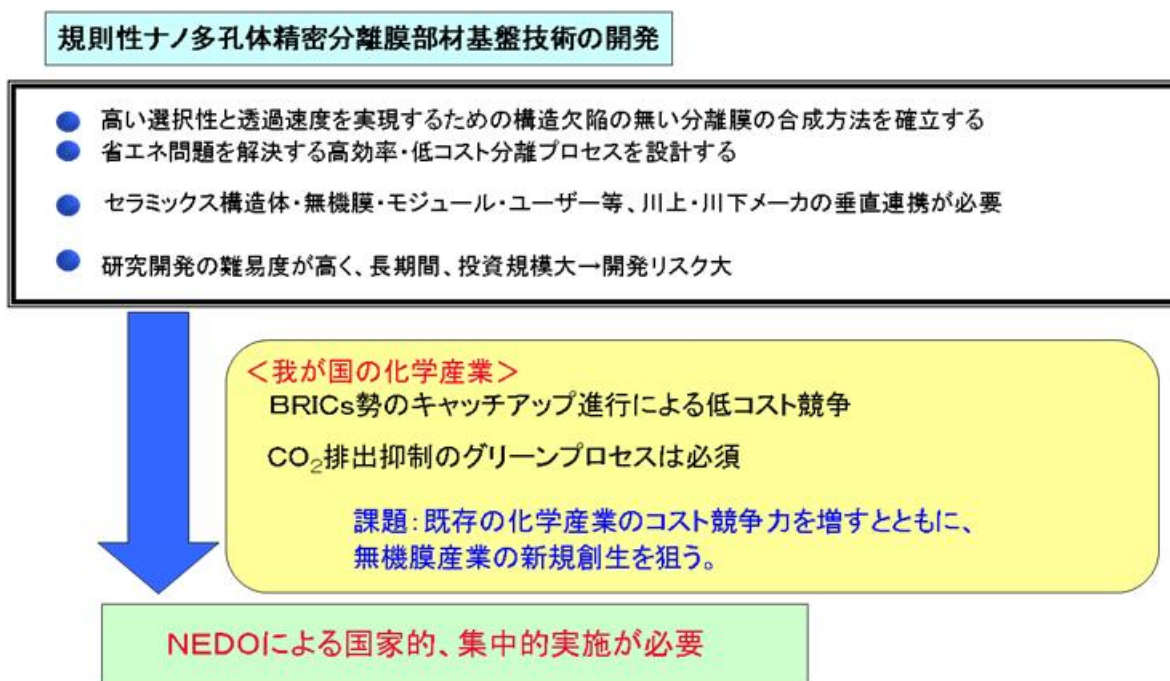 規則性ナノ多孔体精密分離膜部材基盤技術の開発
高い選択性と透過速度を実現するための構造欠陥の無い分離膜の合成方法を確立する
省エネ問題を解決する高効率・低コスト分離プロセスを設計する
セラミックス構造体・無機膜・モジュール・ユーザー等、川上・川下メーカの垂直連携が必要
研究開発の難易度が高く、長期間、投資規模大→開発リスク大
＜我が国の化学産業＞
BRICs勢のキャッチアップ進行による低コスト競争
CO₂排出抑制のグリーンプロセスは必須
課題：既存の化学産業のコスト競争力を増すとともに、
無機膜産業の新規創生を狙う。
NEDOによる国家的、集中的実施が必要